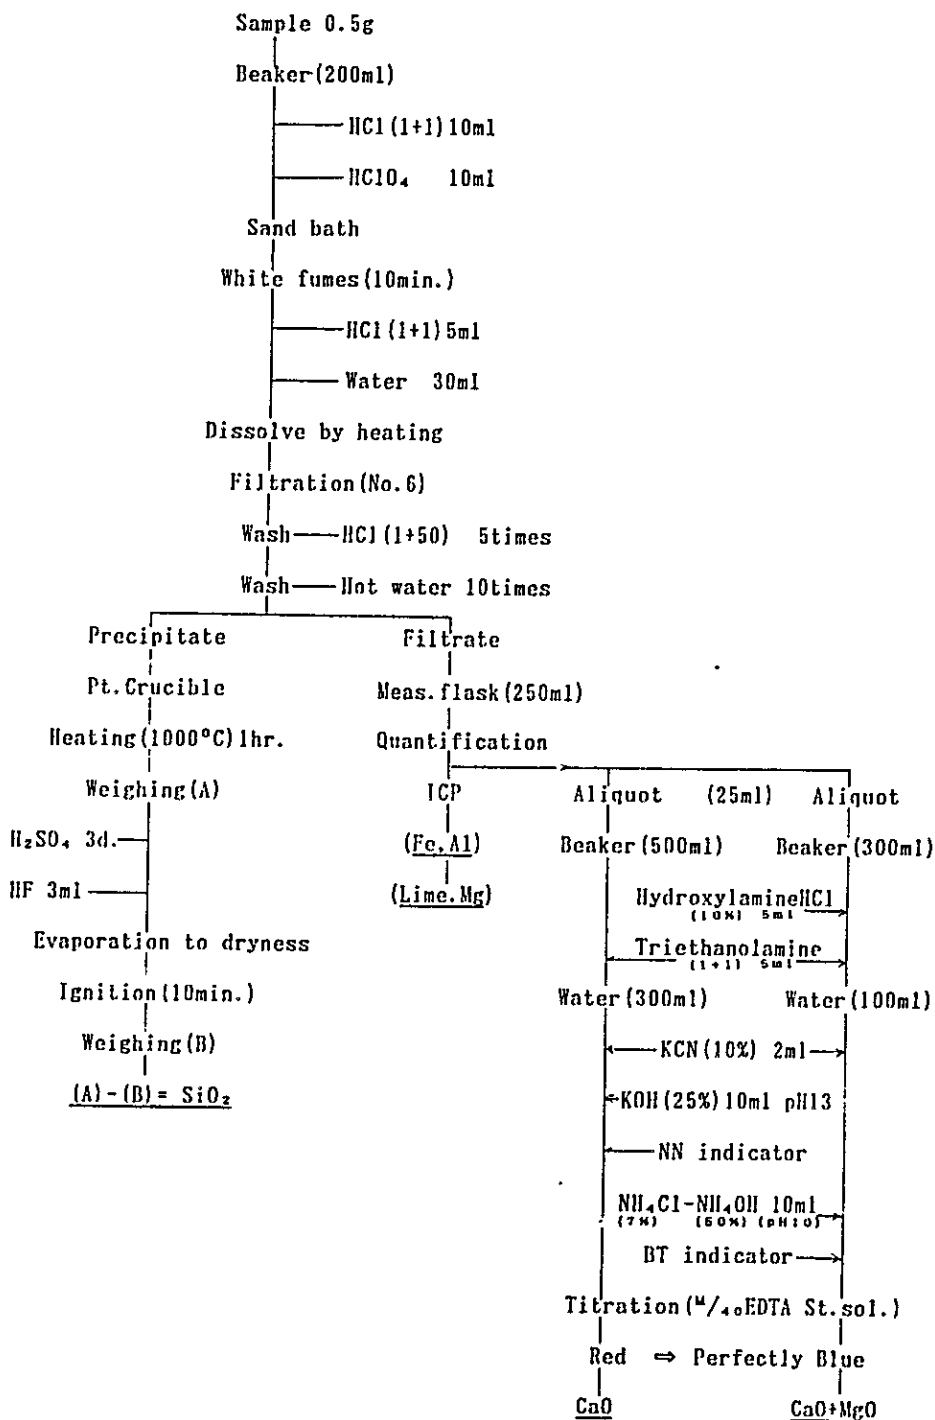 Sample 0.5g
Beaker(200ml)
HCl(1+1)10ml
HClO₄ 10ml
Sand bath
White fumes(10min.)
HCl(1+1)5ml
Water 30ml
Dissolve by heating
Filtration(No.6)
Wash HCl(1+50) 5times
Wash Hot water 10times
Precipitate
Pt.Crucible
Heating(1000°C)1hr.
Weighing(A)
H₂SO₄ 3d.
HF 3ml
Evaporation to dryness
Ignition(10min.)
Weighing(B)
(A)-(B)= SiO₂
Filtrate
Meas.flask(250ml)
Quantification
ICP
(Fe.Al)
(Lime.Mg)
Aliquot (25ml) Aliquot
Beaker(500ml) Beaker(300ml)
HydroxylamineHCl
(10%) 5ml
Triethanolamine
(1+1) 5ml
Water(300ml) Water(100ml)
KCN(10%) 2ml
KOH(25%)10ml pH13
NN indicator
NH₄Cl-NH₄OH 10ml
(7%) (60%) (pH10)
BT indicator
Titration(ᴹ/₄₀EDTA St.sol.)
Red ⇒ Perfectly Blue
CaO CaO+MgO